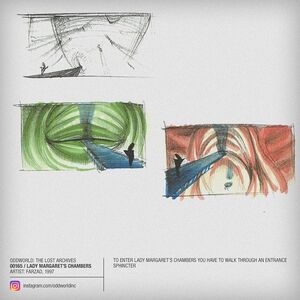 ODDWORLD: THE LOST ARCHIVES
00165 / LADY MARGARET'S CHAMBERS
ARTIST: FARZAD, 1997
TO ENTER LADY MARGARET'S CHAMBERS YOU HAVE TO WALK THROUGH AN ENTRANCE
SPHINCTER
instagram.com/oddworldinc